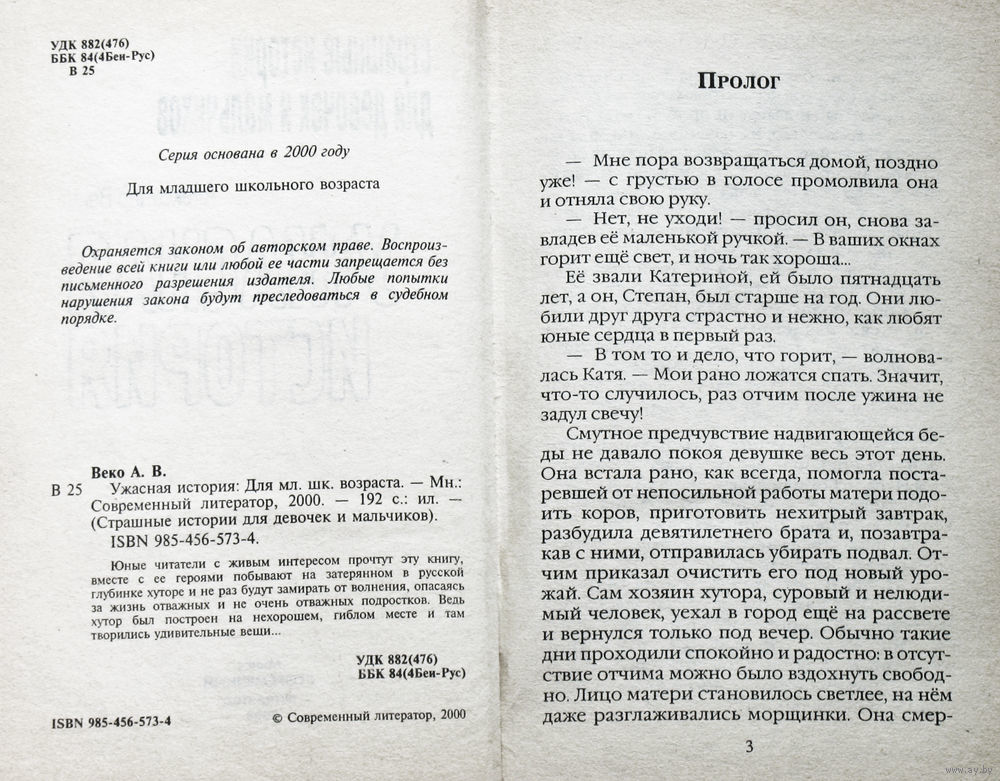 УДК 882(476)
ББК 84(4Беи-Рус)
В 25
Серия основана в 2000 году
Для младшего школьного возраста
Охраняется законом об авторском праве. Воспроиз-
ведение всей книги или любой ее части запрещается без
письменного разрешения издателя. Любые попытки
нарушения закона будут преследоваться в судебном
порядке.
Веко А. В.
В 25 Ужасная история: Для мл. шк. возраста. — Мн.:
Современный литератор, 2000. — 192 с.: ил. —
(Страшные истории для девочек и мальчиков).
ISBN 985-456-573-4.
Юные читатели с живым интересом прочтут эту книгу,
вместе с ее героями побывают на затерянном в русской
глубинке хуторе и не раз будут замирать от волнения, опасаясь
за жизнь отважных и не очень отважных подростков. Ведь
хутор был построен на нехорошем, гиблом месте и там
творились удивительные вещи...
УДК 882(476)
ББК 84(4Беи-Рус)
ISBN 985-456-573-4 © Современный литератор, 2000
Пролог
— Мне пора возвращаться домой, поздно
уже! — с грустью в голосе промолвила она
и отняла свою руку.
— Нет, не уходи! — просил он, снова за-
владев её маленькой ручкой. — В ваших окнах
горит ещё свет, и ночь так хороша...
Её звали Катериной, ей было пятнадцать
лет, а он, Степан, был старше на год. Они лю-
били друг друга страстно и нежно, как любят
юные сердца в первый раз.
— В том то и дело, что горит, — волнова-
лась Катя. — Мои рано ложатся спать. Значит,
что-то случилось, раз отчим после ужина не
задул свечу!
Смутное предчувствие надвигающейся бе-
ды не давало покоя девушке весь этот день.
Она встала рано, как всегда, помогла поста-
ревшей от непосильной работы матери подо-
ить коров, приготовить нехитрый завтрак,
разбудила девятилетнего брата и, позавтра-
кав с ними, отправилась убирать подвал. От-
чим приказал очистить его под новый уро-
жай. Сам хозяин хутора, суровый и нелюди-
мый человек, уехал в город ещё на рассвете
и вернулся только под вечер. Обычно такие
дни проходили спокойно и радостно: в отсут-
ствие отчима можно было вздохнуть свобод-
но. Лицо матери становилось светлее, на нём
даже разглаживались морщинки. Она смер-
3
www.ay.by